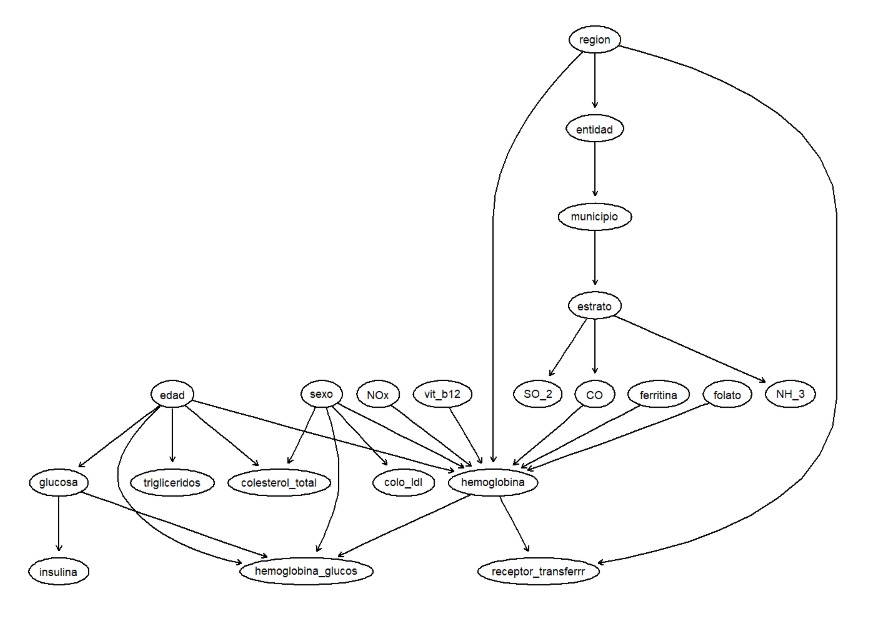 region
entidad
municipio
estrato
edad
sexo
NOx
vit_b12
SO_2
CO
ferritina
folato
NH_3
glucosa
trigliceridos
colesterol_total
colo_ldl
hemoglobina
insulina
hemoglobina_glucos
receptor_transferrr